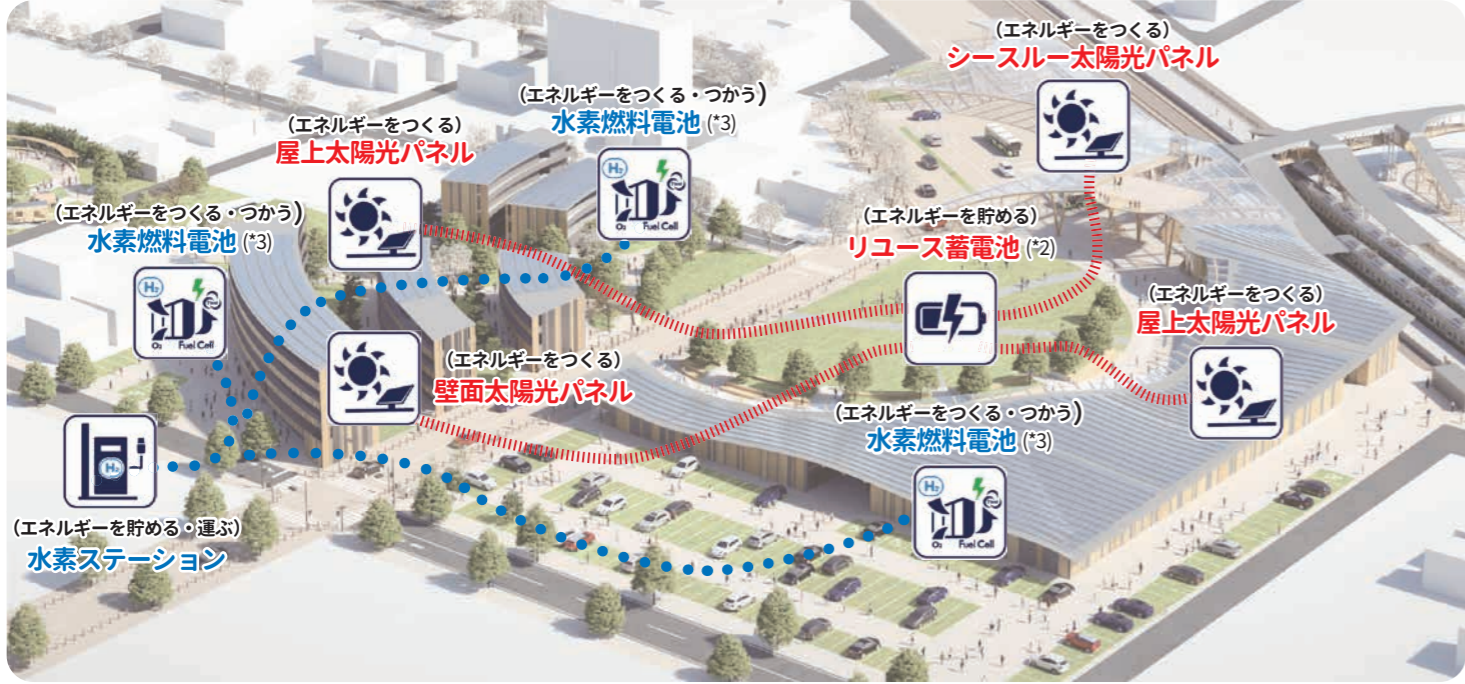 (エネルギーをつくる)
シースルー太陽光パネル
(エネルギーをつくる・つかう)
水素燃料電池 (*3)
H₂
O₂ Fuel Cell
(エネルギーをつくる)
屋上太陽光パネル
(エネルギーをつくる・つかう)
水素燃料電池 (*3)
H₂
O₂ Fuel Cell
(エネルギーを貯める)
リユース蓄電池 (*2)
(エネルギーをつくる)
屋上太陽光パネル
(エネルギーをつくる)
壁面太陽光パネル
(エネルギーをつくる・つかう)
水素燃料電池 (*3)
H₂
O₂ Fuel Cell
H₂
(エネルギーを貯める・運ぶ)
水素ステーション